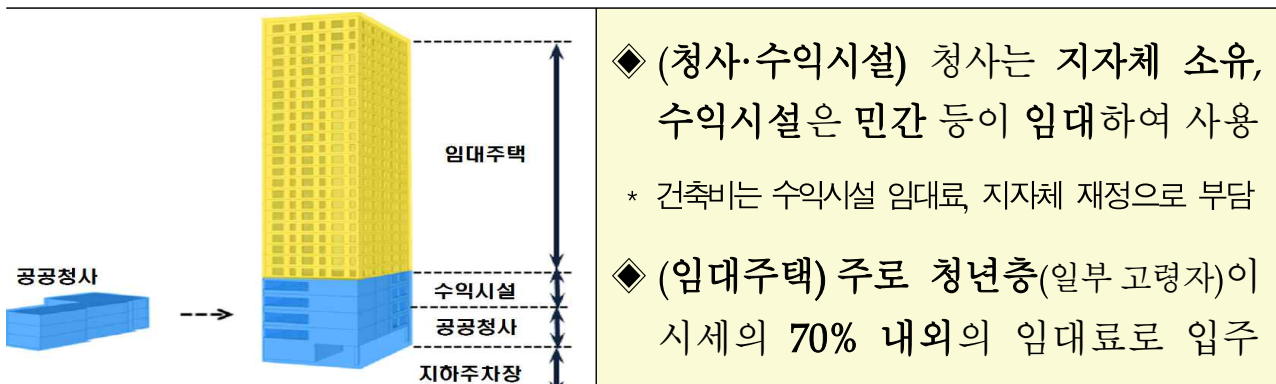 임대주택
공공청사
수익시설
공공청사
지하주차장
◈ (청사·수익시설) 청사는 지자체 소유,
수익시설은 민간 등이 임대하여 사용
* 건축비는 수익시설 임대료, 지자체 재정으로 부담
◈ (임대주택) 주로 청년층(일부 고령자)이
시세의 70% 내외의 임대료로 입주